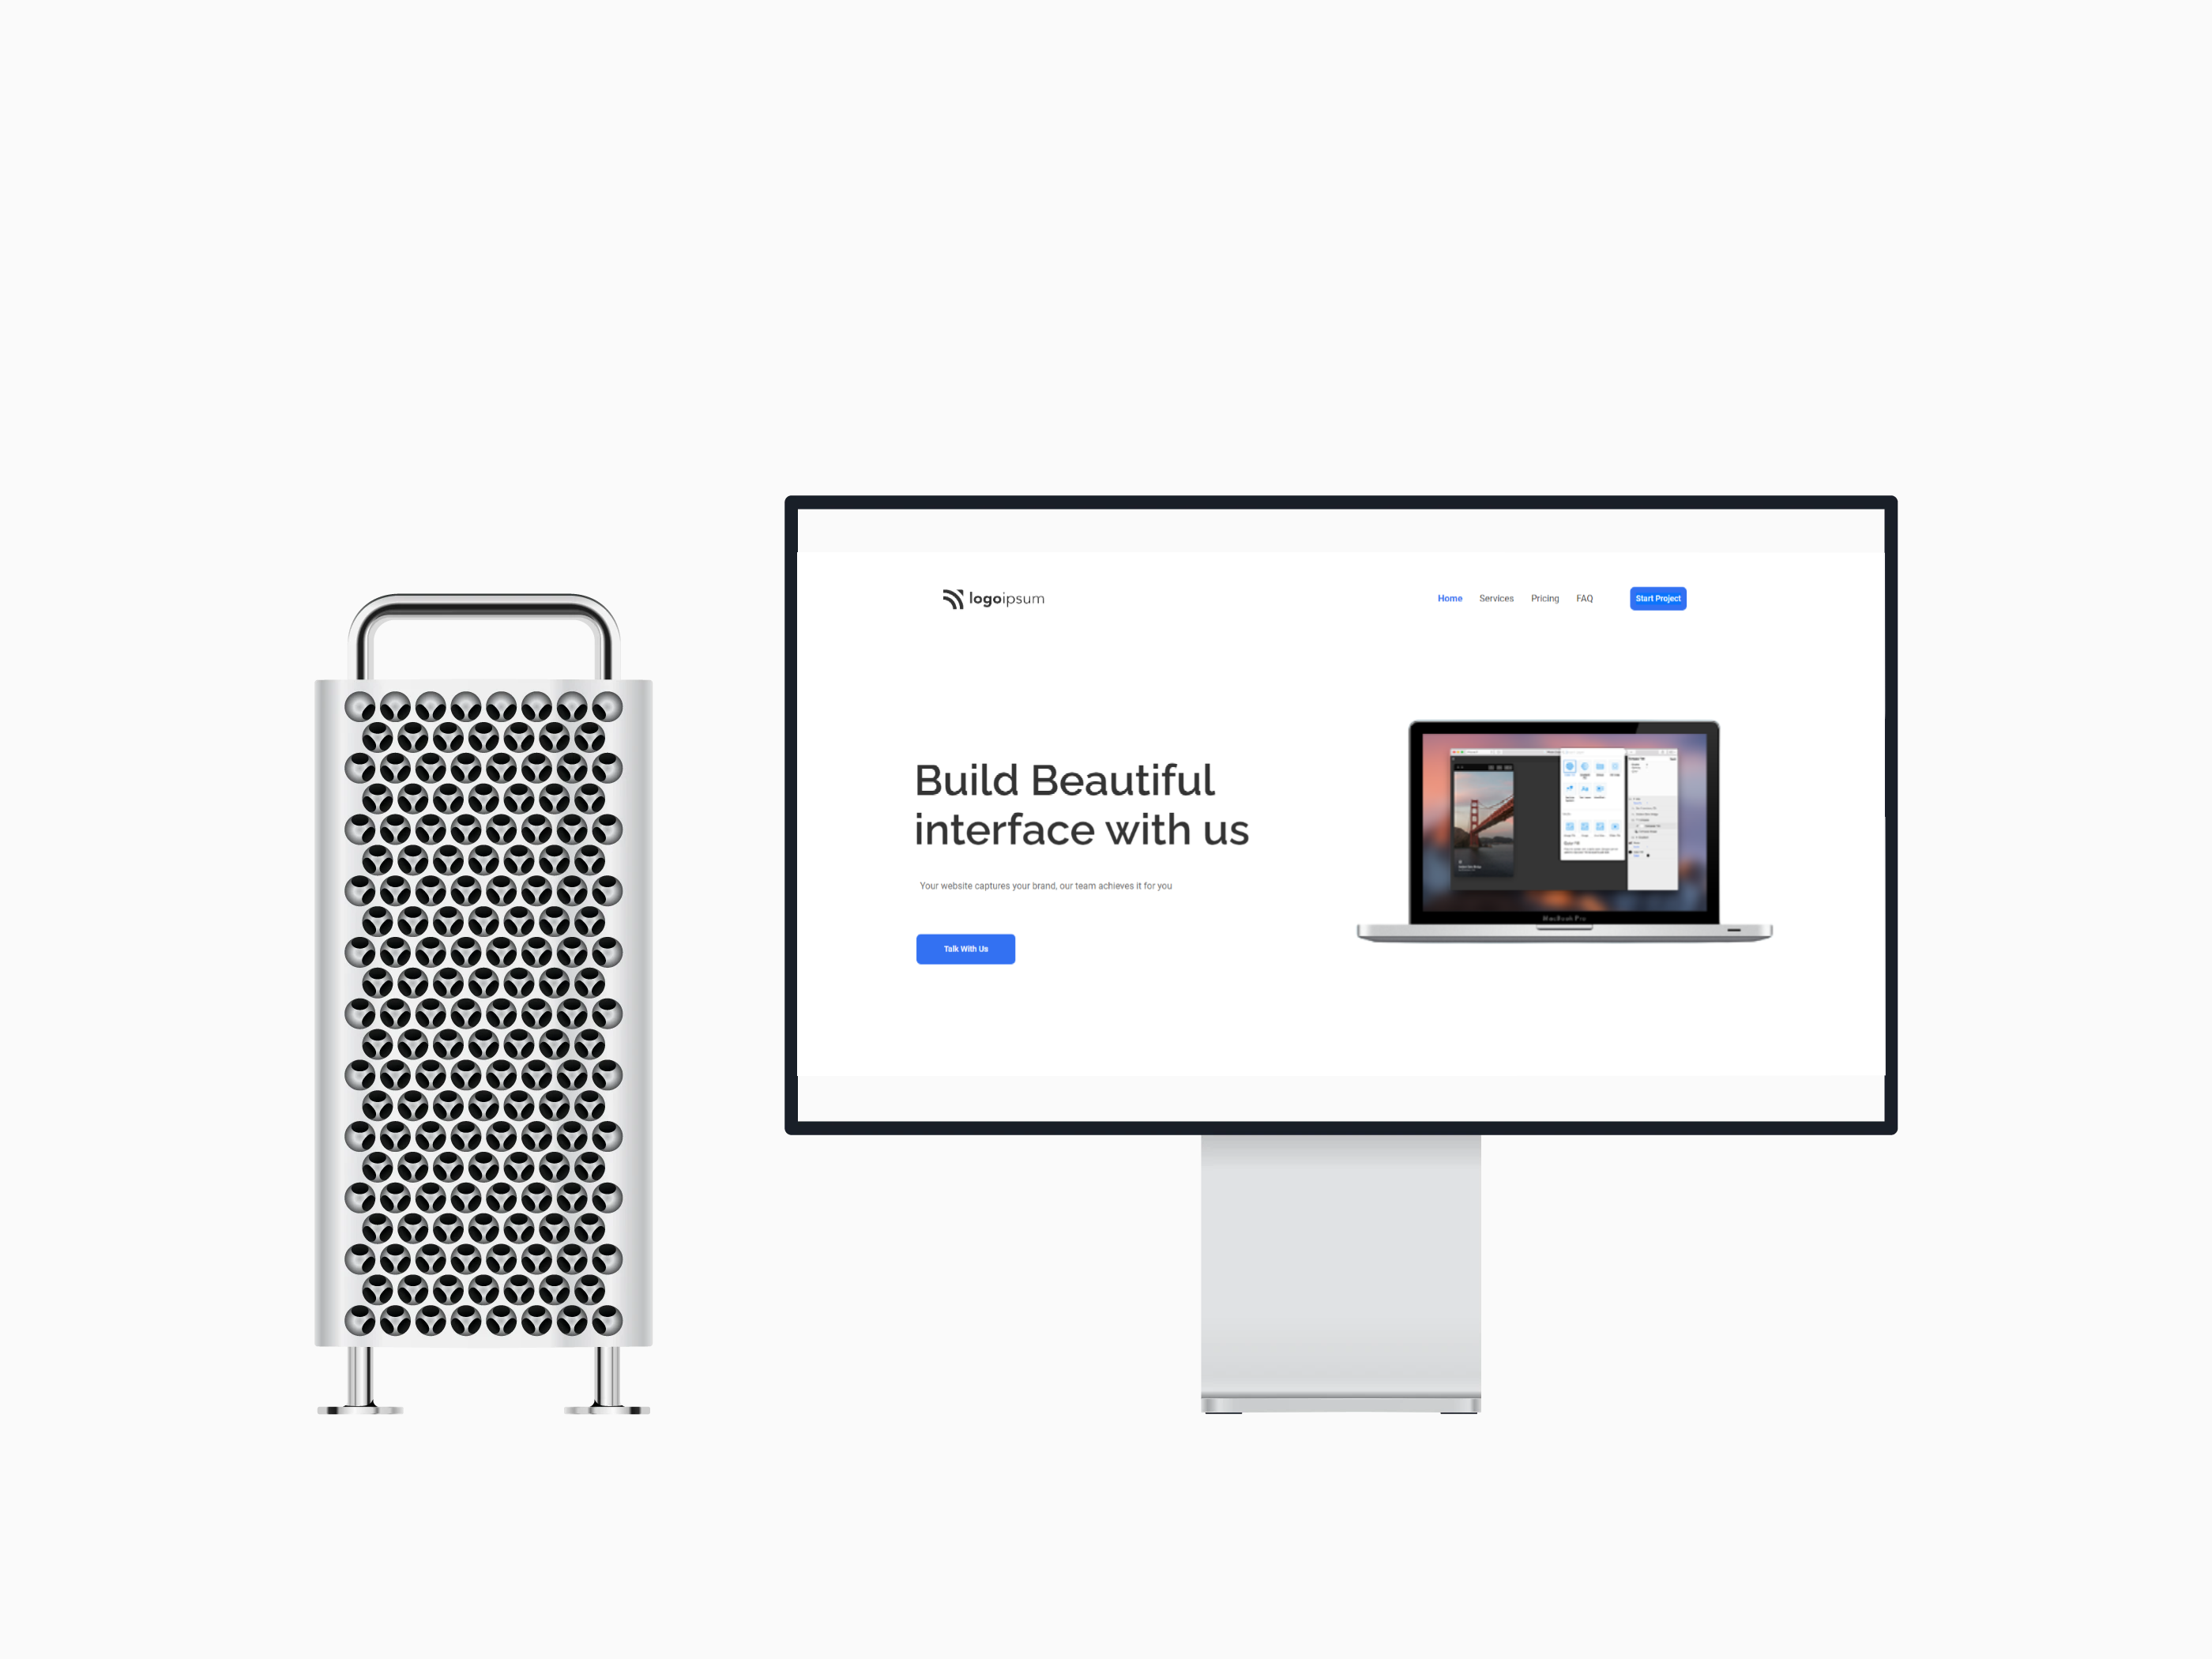 logoipsum
Home Services Pricing FAQ Start Project
Build Beautiful
interface with us
Your website captures your brand, our team achieves it for you
Talk With Us
MacBook Pro